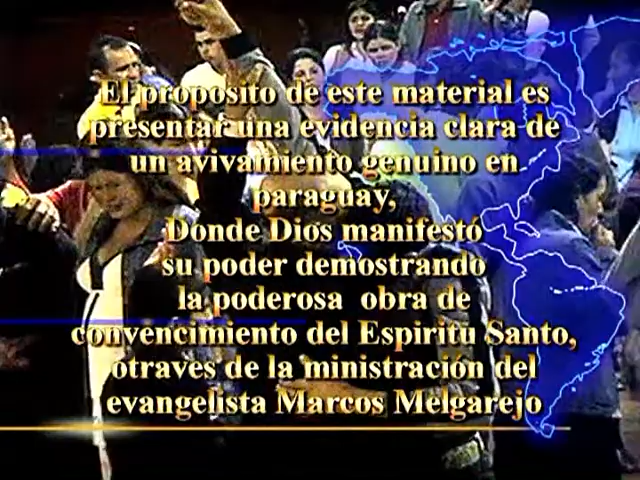 El proposito de este material es
presentar una evidencia clara de
un avivamiento genuino en
paraguay,
Donde Dios manifestó
su poder demostrando
la poderosa obra de
convencimiento del Espiritu Santo,
otraves de la ministración del
evangelista Marcos Melgarejo